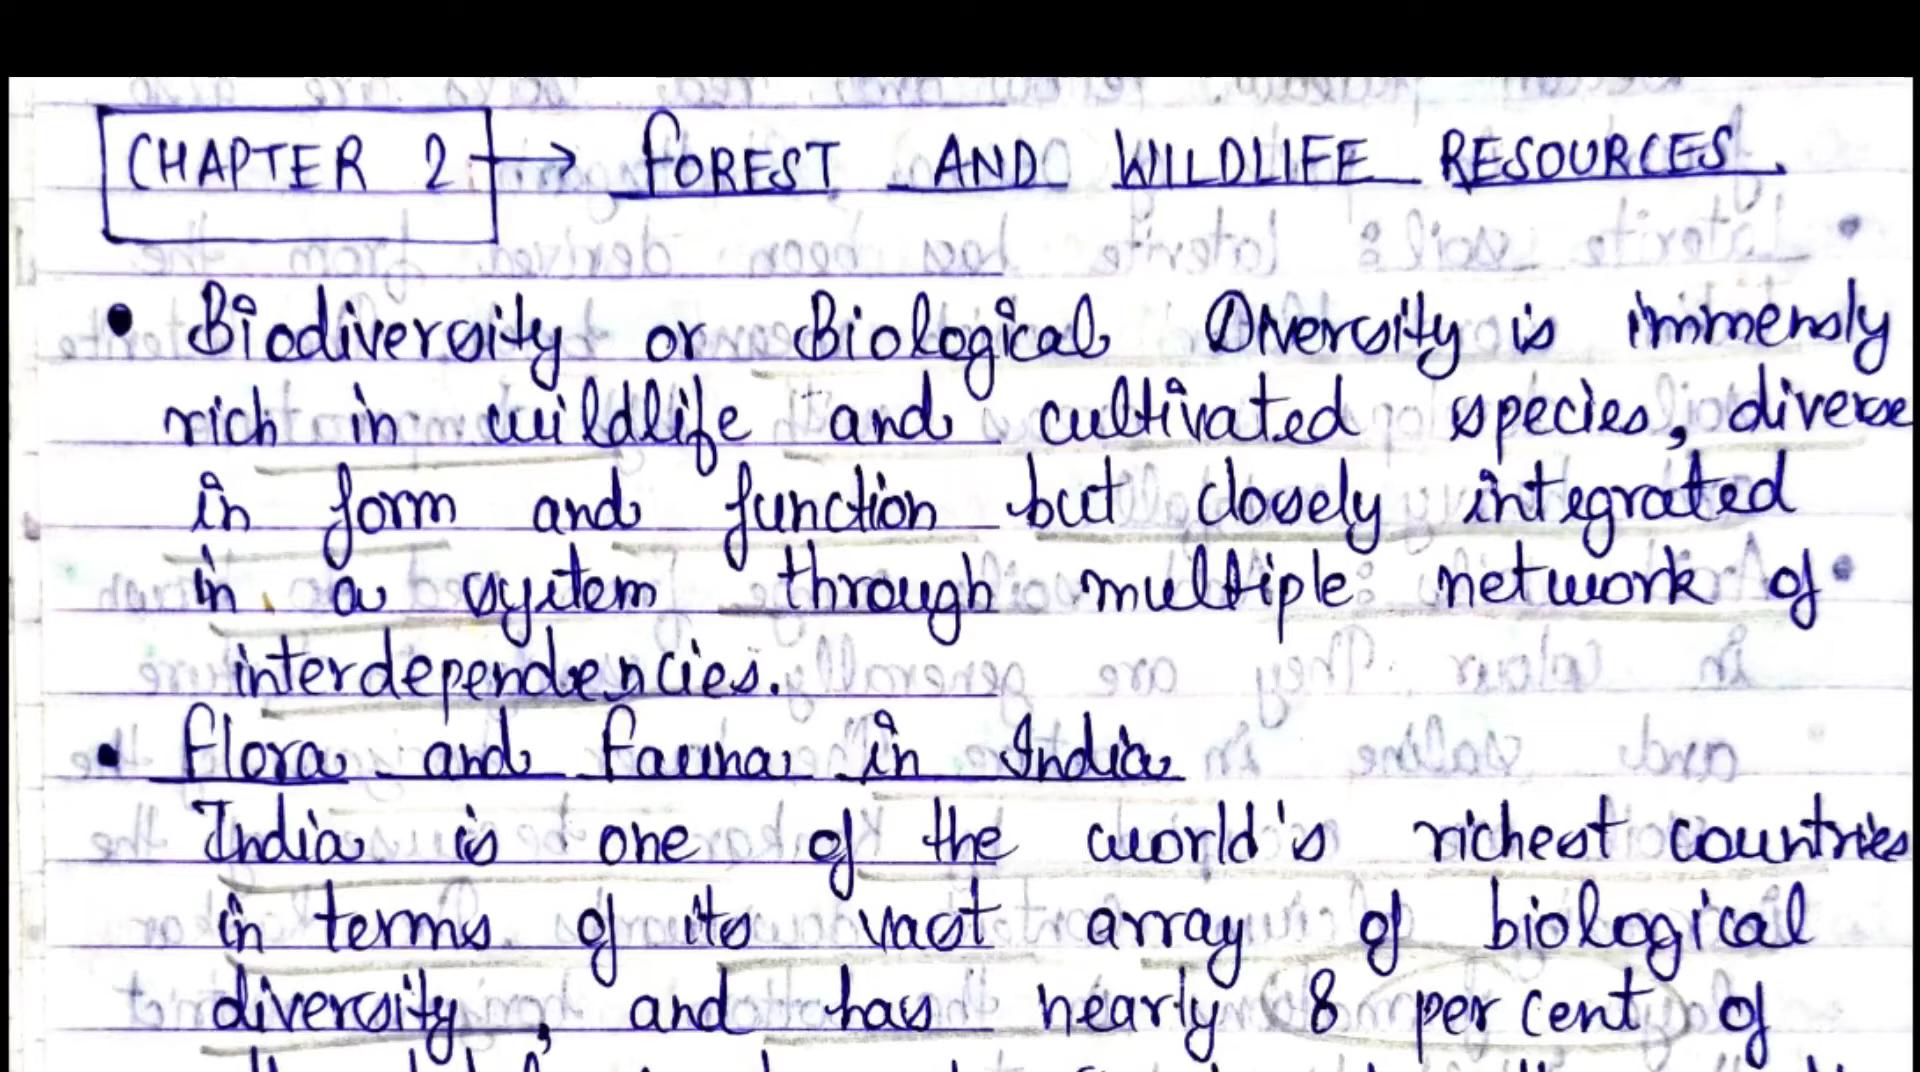 CHAPTER 2 → FOREST AND WILDLIFE RESOURCES.
• Biodiversity or Biological Diversity is immensly
rich in wildlife and cultivated species, diverse
in form and function but closely integrated
in a system through multiple network of
interdependencies.
• Flora and Fauna in India
India is one of the world's richest countries
in terms of its vast array of biological
diversity, and has nearly 8 per cent of